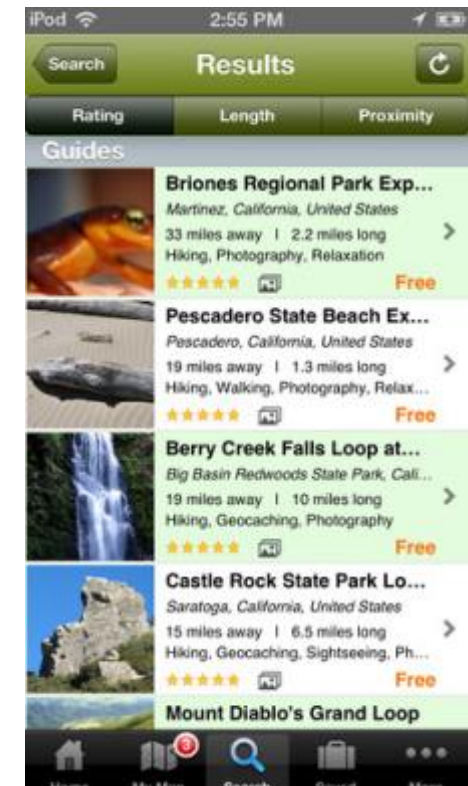 iPod 2:55 PM
Search Results
Rating Length Proximity
Guides
Briones Regional Park Exp...
Martinez, California, United States
33 miles away | 2.2 miles long
Hiking, Photography, Relaxation
Free
Pescadero State Beach Ex...
Pescadero, California, United States
19 miles away | 1.3 miles long
Hiking, Walking, Photography, Relax...
Free
Berry Creek Falls Loop at...
Big Basin Redwoods State Park, Cali...
19 miles away | 10 miles long
Hiking, Geocaching, Photography
Free
Castle Rock State Park Lo...
Saratoga, California, United States
15 miles away | 6.5 miles long
Hiking, Geocaching, Sightseeing, Ph...
Free
Mount Diablo's Grand Loop
3
Search